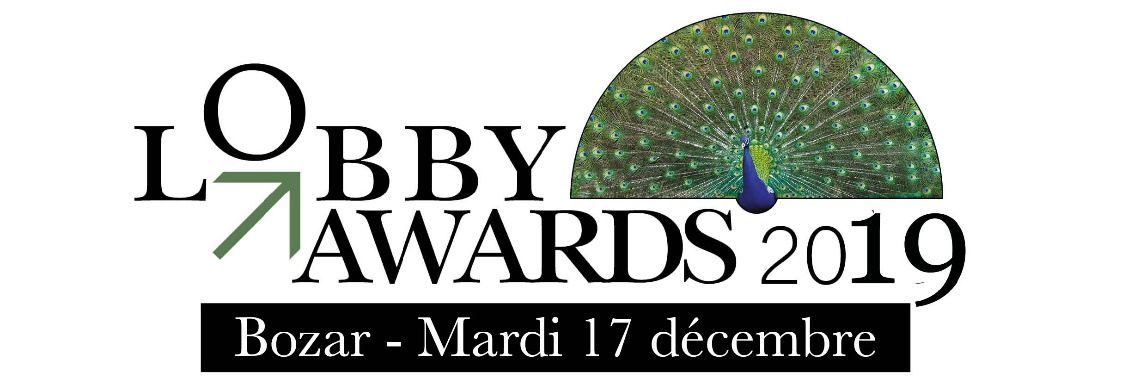 LOBBY
AWARDS 2019
Bozar - Mardi 17 décembre